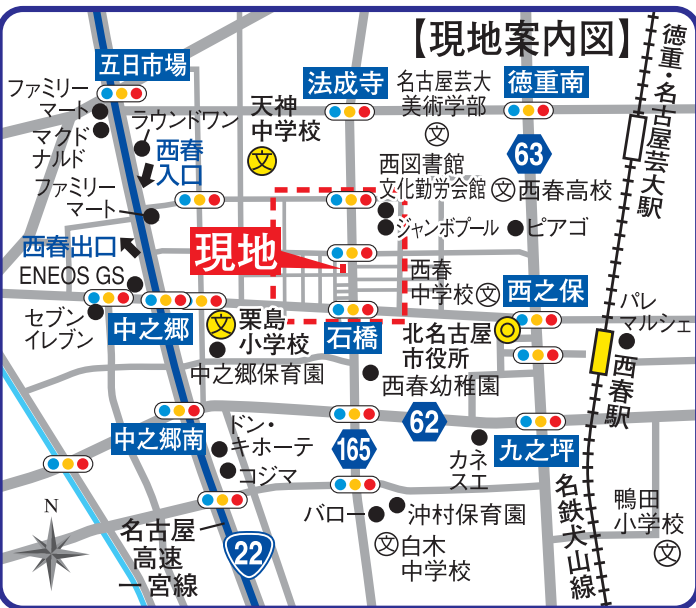 【現地案内図】
五日市場
法成寺
名古屋芸大
美術学部
文
徳重南
徳重・名古屋芸大駅
ファミリー
マート
マクド
ナルド
ラウンドワン
天神
中学校
文
西春
入口
63
西図書館
文化勤労会館
文西春高校
ファミリー
マート
ジャンボプール
ピアゴ
西春出口
現地
ENEOS GS
西春
中学校文
西之保
セブン
イレブン
中之郷
文
栗島
小学校
石橋
北名古屋
市役所
パレ
マルシェ
中之郷保育園
西春幼稚園
西春駅
中之郷南
ドン・
キホーテ
コジマ
165
62
カネ
スエ
九之坪
N
名古屋
高速
一宮線
22
バロー
沖村保育園
文白木
中学校
名鉄犬山線
鴨田
小学校
文